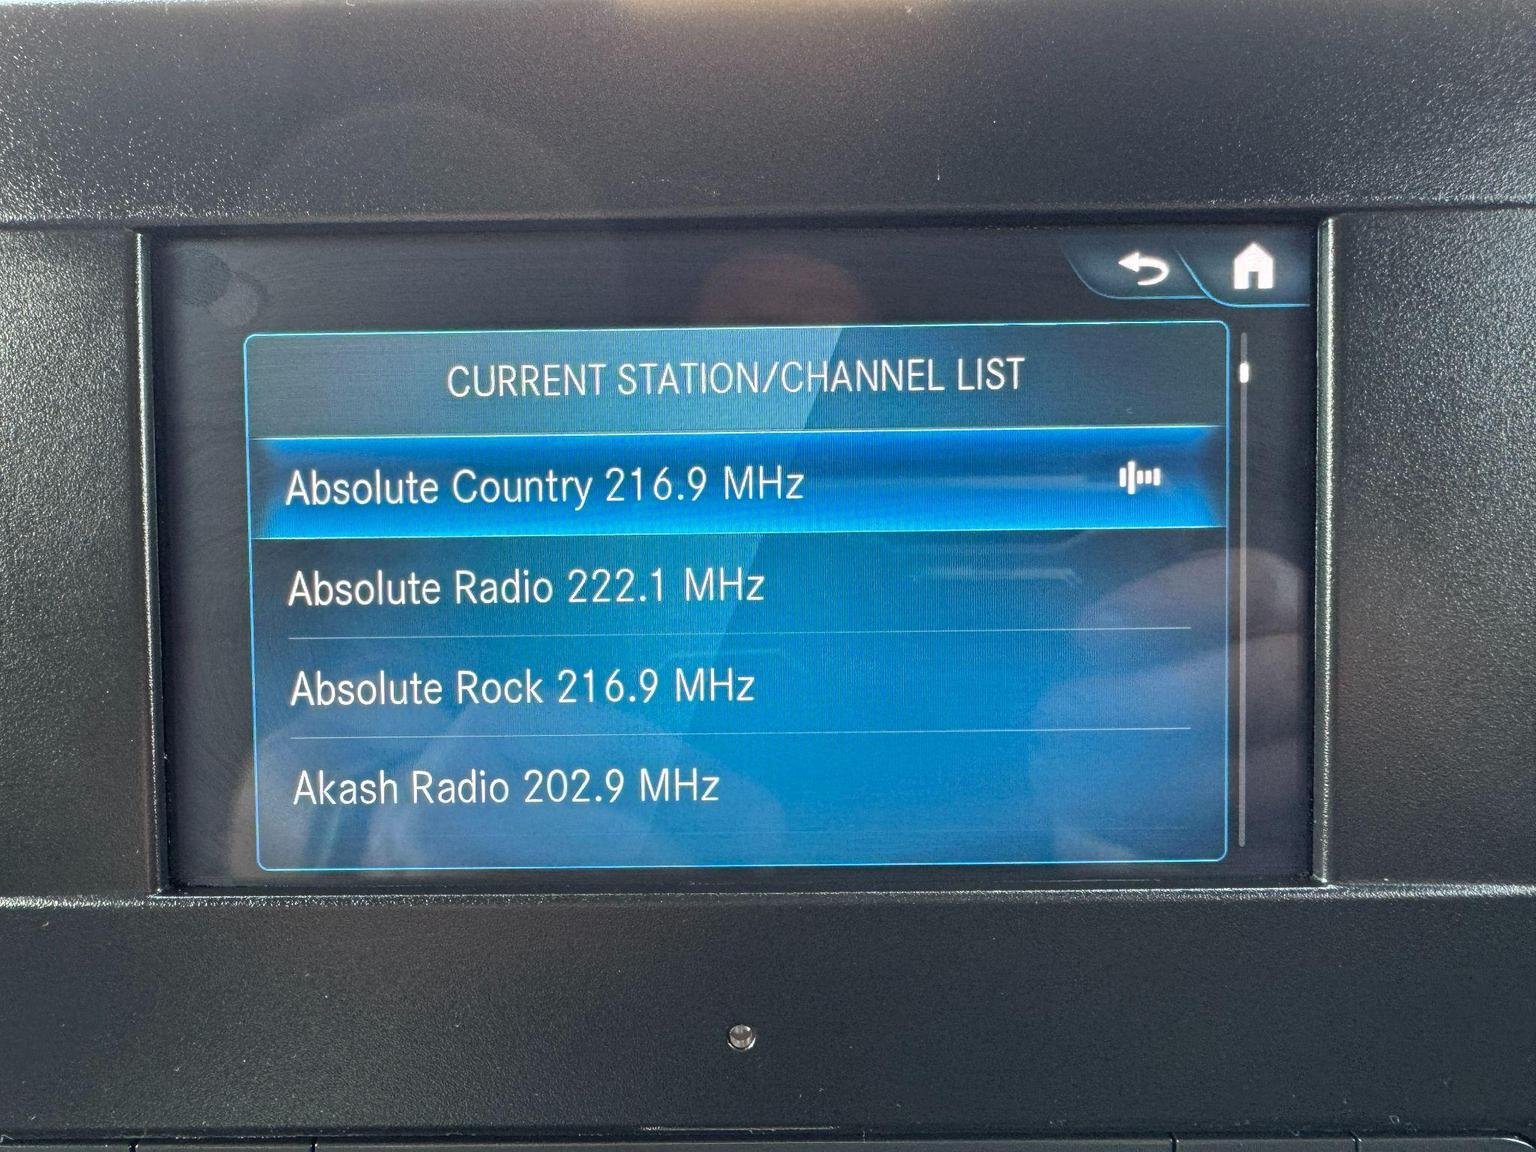 CURRENT STATION/CHANNEL LIST
Absolute Country 216.9 MHz
Absolute Radio 222.1 MHz
Absolute Rock 216.9 MHz
Akash Radio 202.9 MHz